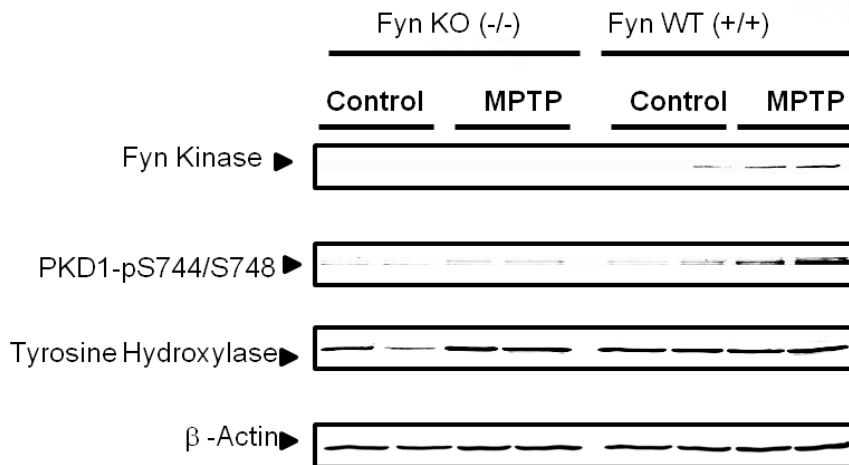 Fyn KO (-/-) Fyn WT (+/+)
Control MPTP Control MPTP
Fyn Kinase
PKD1-pS744/S748
Tyrosine Hydroxylase
β -Actin